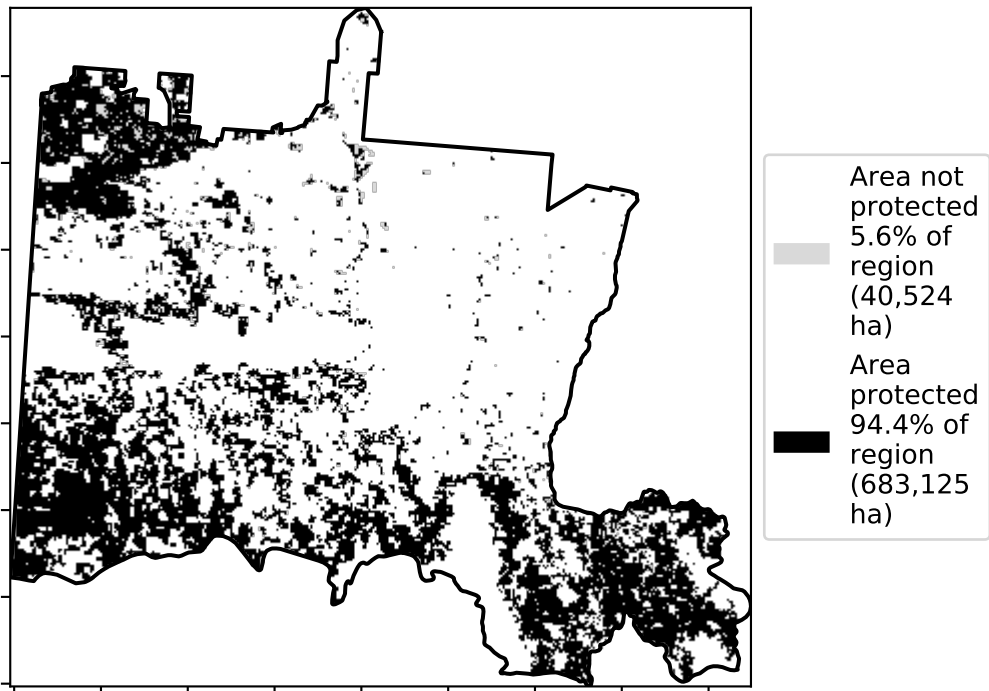 Area not
protected
5.6% of
region
(40,524
ha)
Area
protected
94.4% of
region
(683,125
ha)